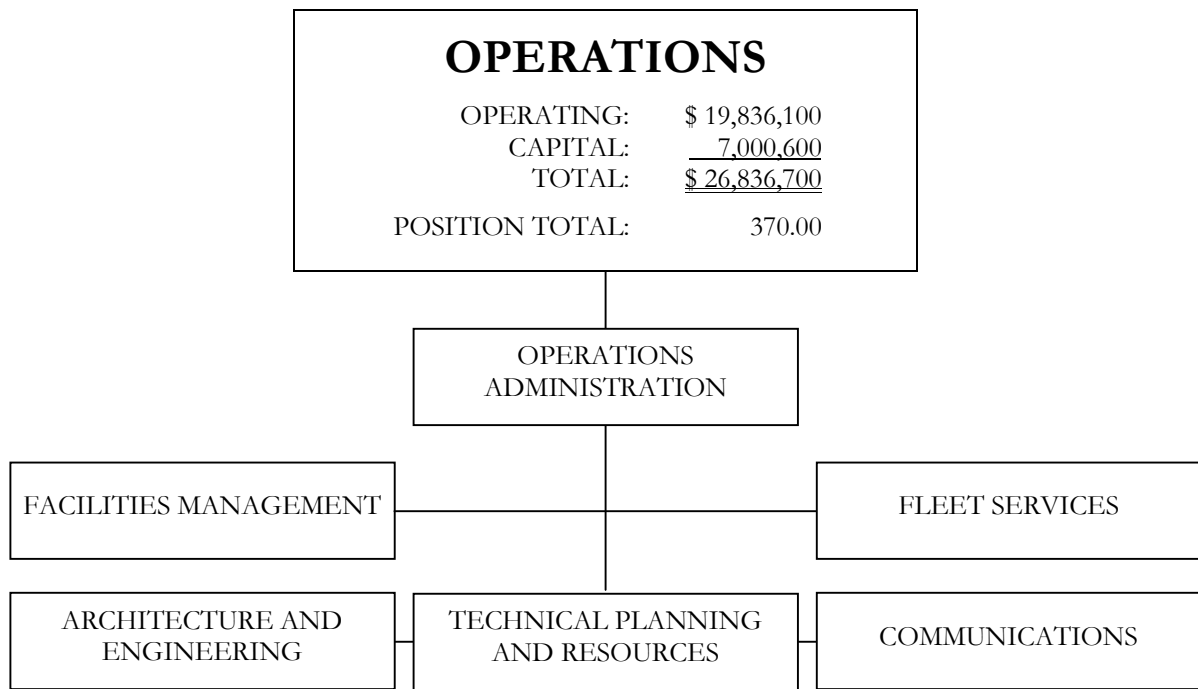 OPERATIONS
OPERATING: $ 19,836,100
CAPITAL: 7,000,600
TOTAL: $ 26,836,700
POSITION TOTAL: 370.00
OPERATIONS
ADMINISTRATION
FACILITIES MANAGEMENT
FLEET SERVICES
ARCHITECTURE AND
ENGINEERING
TECHNICAL PLANNING
AND RESOURCES
COMMUNICATIONS